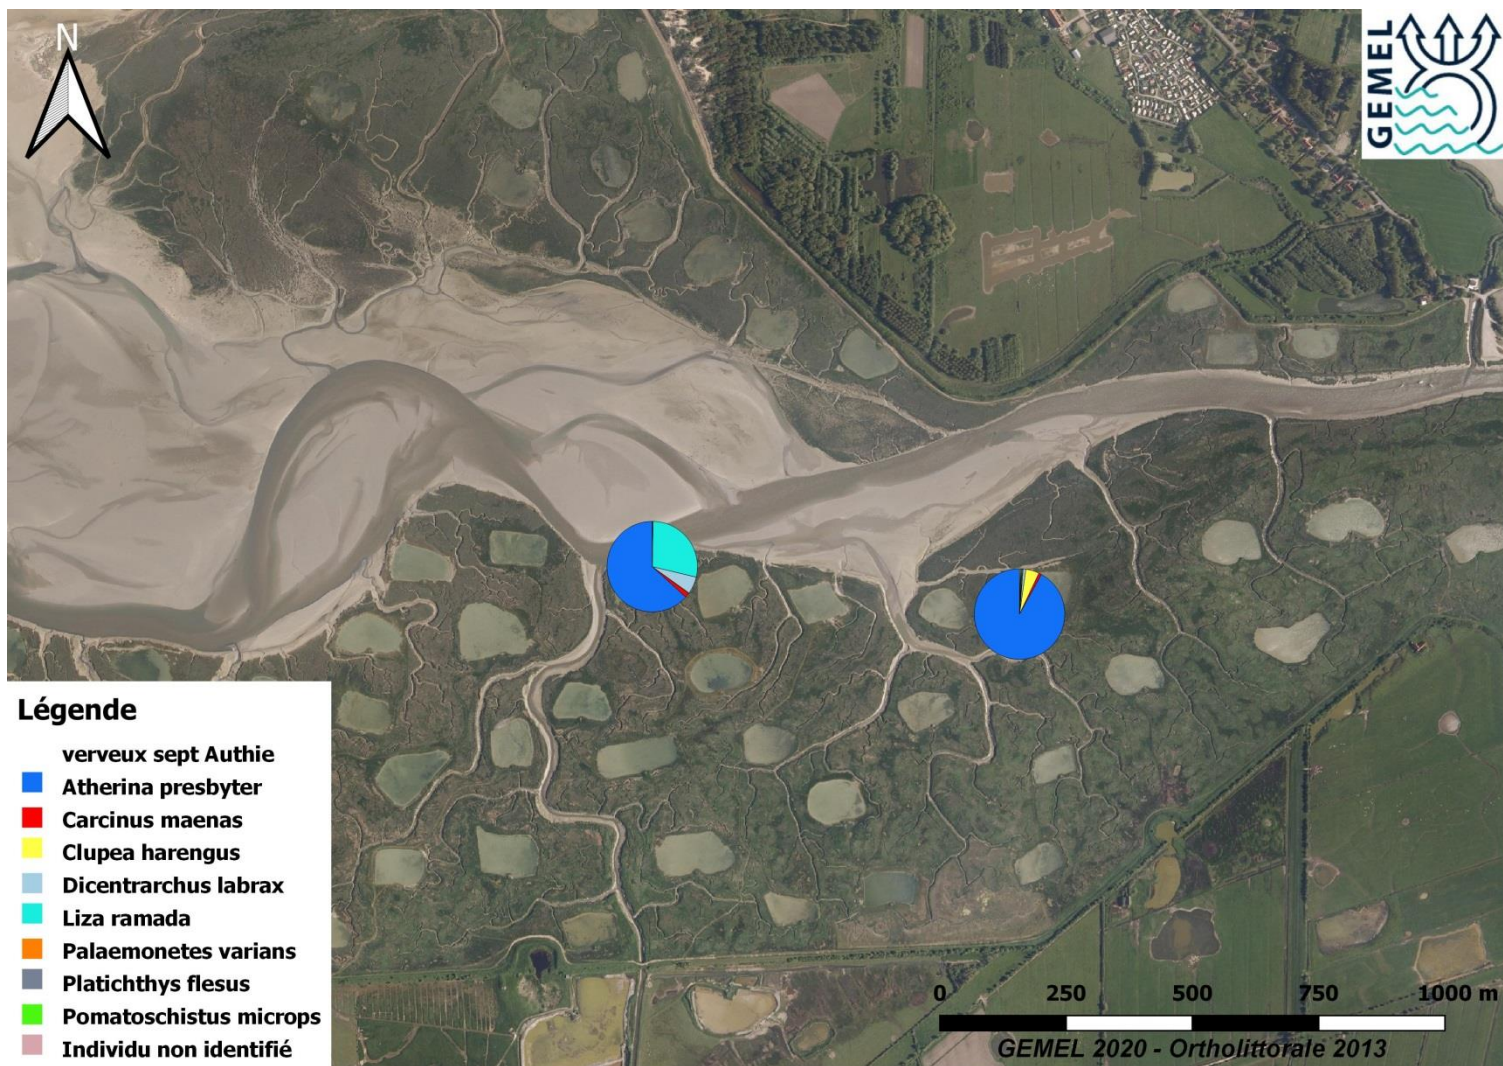 N
GEMEL
Légende
verveux sept Authie
Atherina presbyter
Carcinus maenas
Clupea harengus
Dicentrarchus labrax
Liza ramada
Palaemonetes varians
Platichthys flesus
Pomatoschistus microps
Individu non identifié
0 250 500 750 1000 m
GEMEL 2020 - Ortholittorale 2013